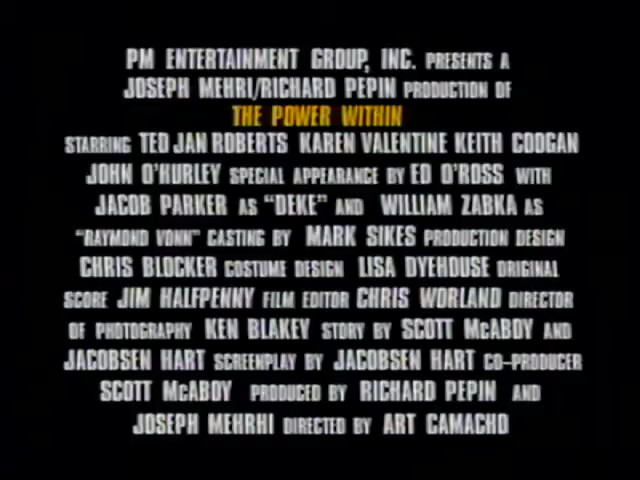 PM ENTERTAINMENT GROUP, INC. PRESENTS A
JOSEPH MEHRI/RICHARD PEPIN PRODUCTION OF
THE POWER WITHIN
STARRING TED JAN ROBERTS KAREN VALENTINE KEITH COOGAN
JOHN O'HURLEY SPECIAL APPEARANCE BY ED O'ROSS WITH
JACOB PARKER AS "DEKE" AND WILLIAM ZABKA AS
"RAYMOND VONN" CASTING BY MARK SIKES PRODUCTION DESIGN
CHRIS BLOCKER COSTUME DESIGN LISA DYEHOUSE ORIGINAL
SCORE JIM HALFPENNY FILM EDITOR CHRIS WORLAND DIRECTOR
OF PHOTOGRAPHY KEN BLAKEY STORY BY SCOTT McABOY AND
JACOBSEN HART SCREENPLAY BY JACOBSEN HART CO-PRODUCER
SCOTT McABOY PRODUCED BY RICHARD PEPIN AND
JOSEPH MEHRHI DIRECTED BY ART CAMACHO